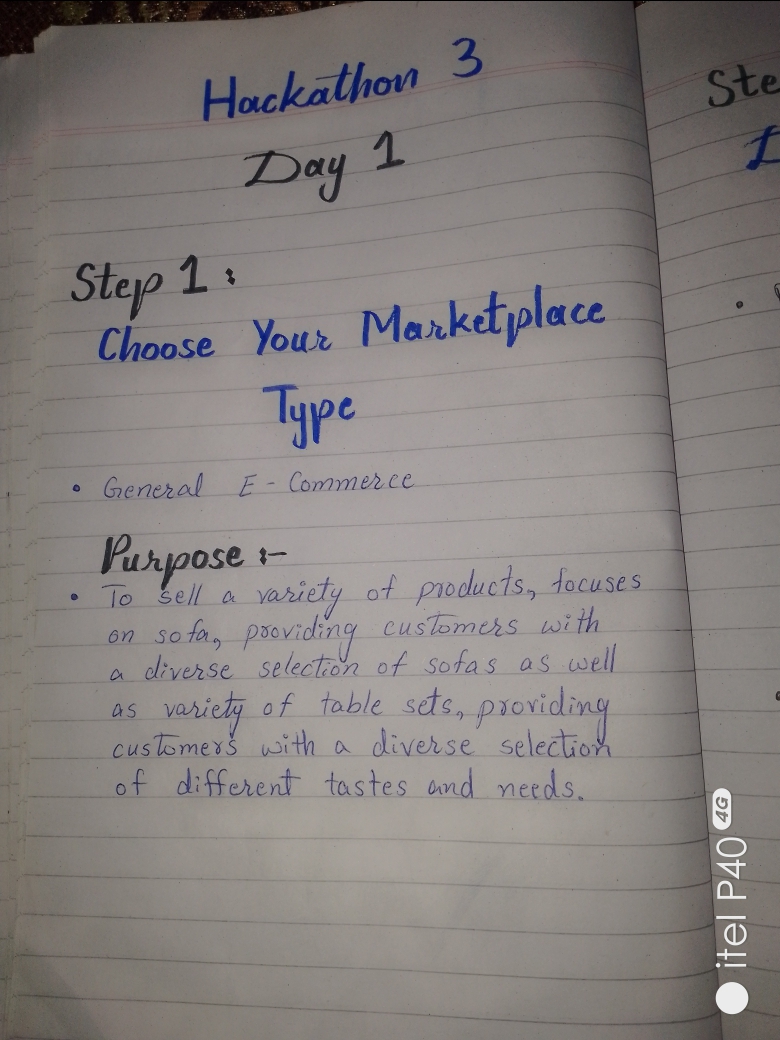 Hackathon 3
Day 1
Step 1:
Choose Your Marketplace
Type
• General E-Commerce
Purpose :-
• To sell a variety of products, focuses
on sofa, providing customers with
a diverse selection of sofas as well
as variety of table sets, providing
customers with a diverse selection
of different tastes and needs.
Ste
itel P40 4G